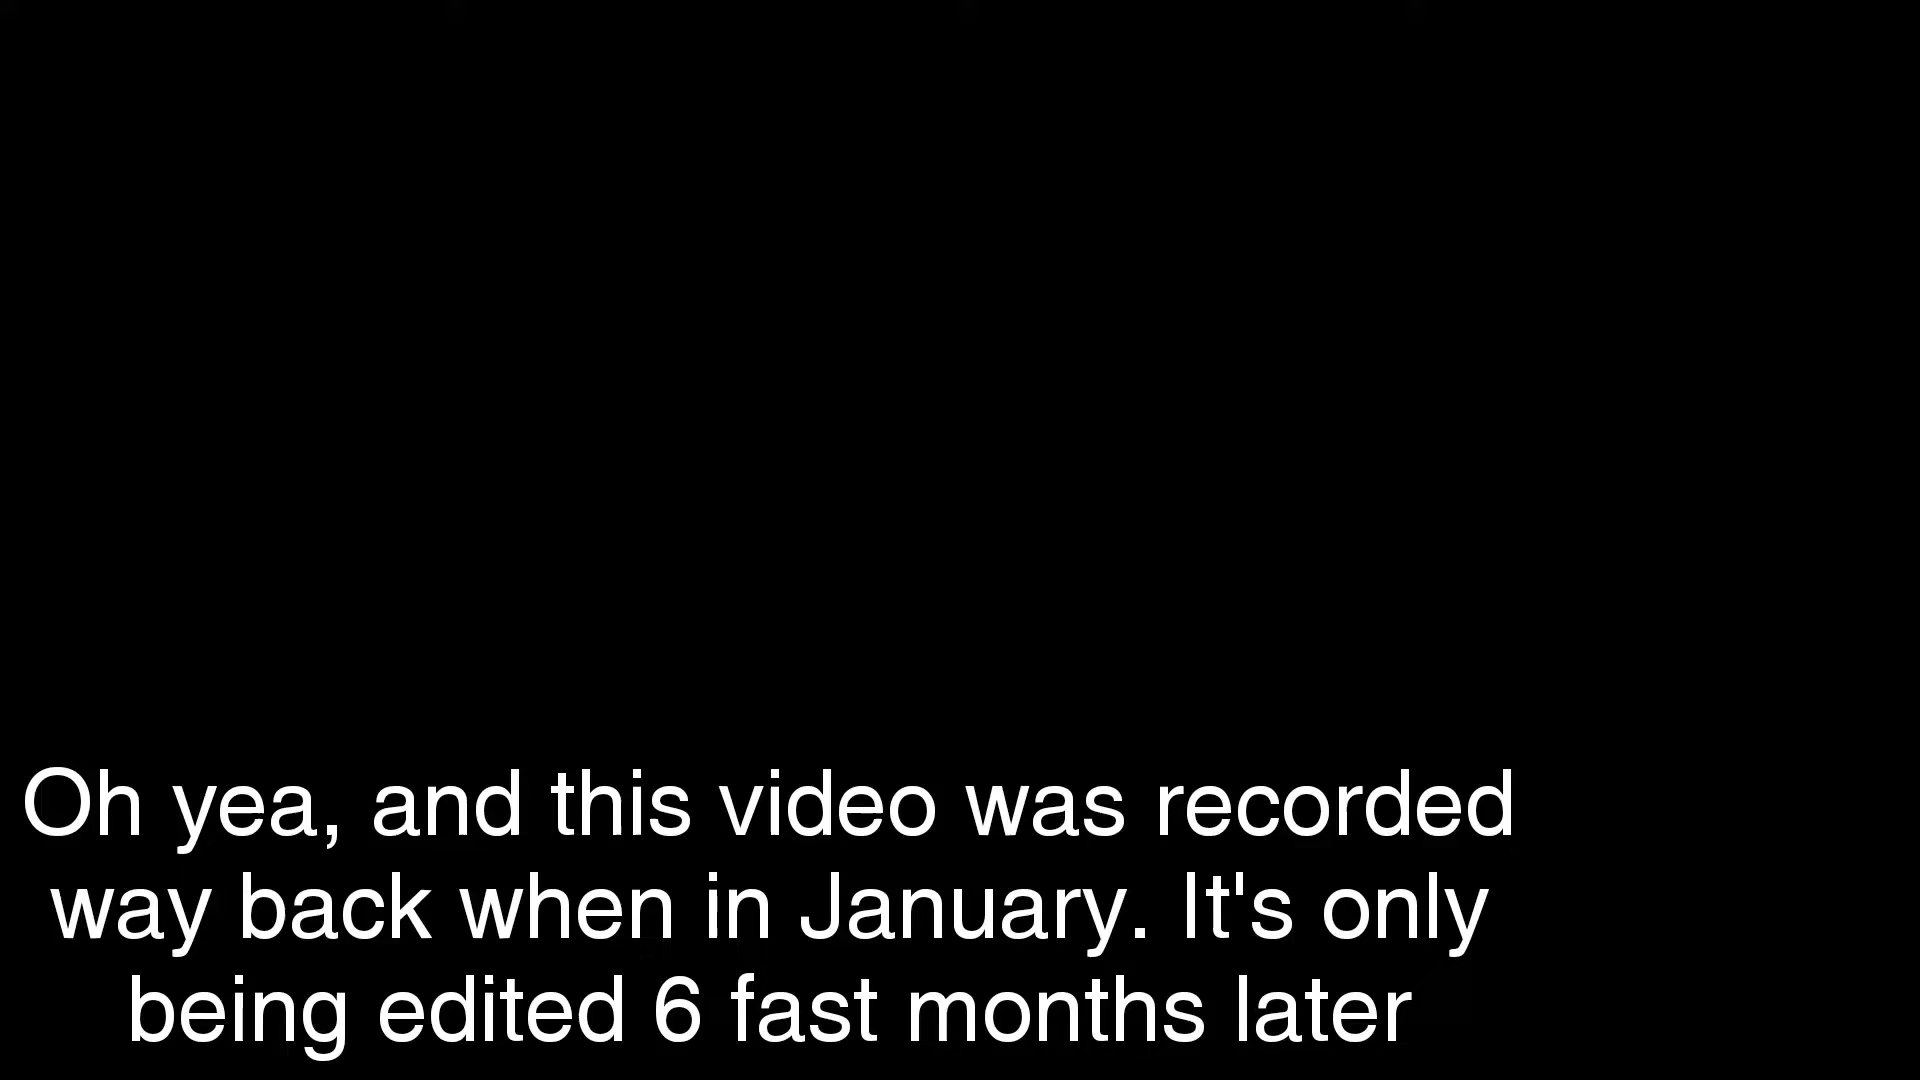 Oh yea, and this video was recorded
way back when in January. It's only
being edited 6 fast months later